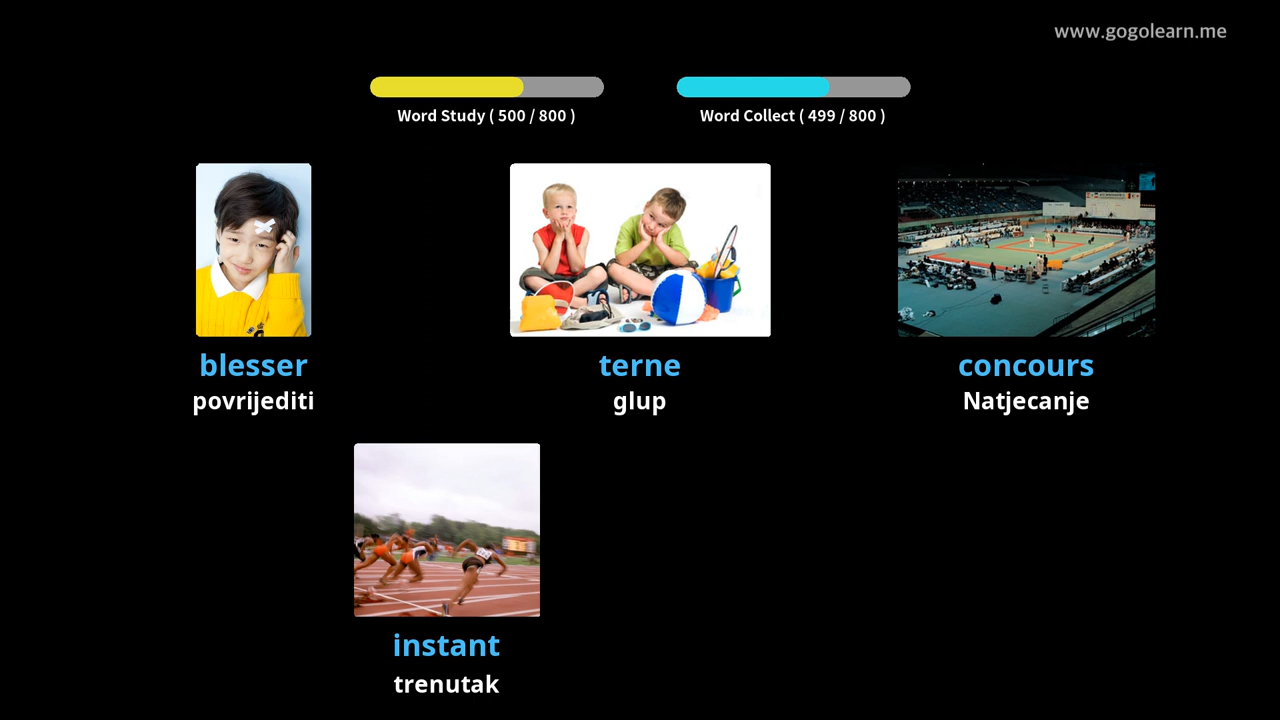 www.gogolearn.me
Word Study ( 500 / 800 )
Word Collect ( 499 / 800 )
blesser
povrijediti
terne
glup
concours
Natjecanje
instant
trenutak